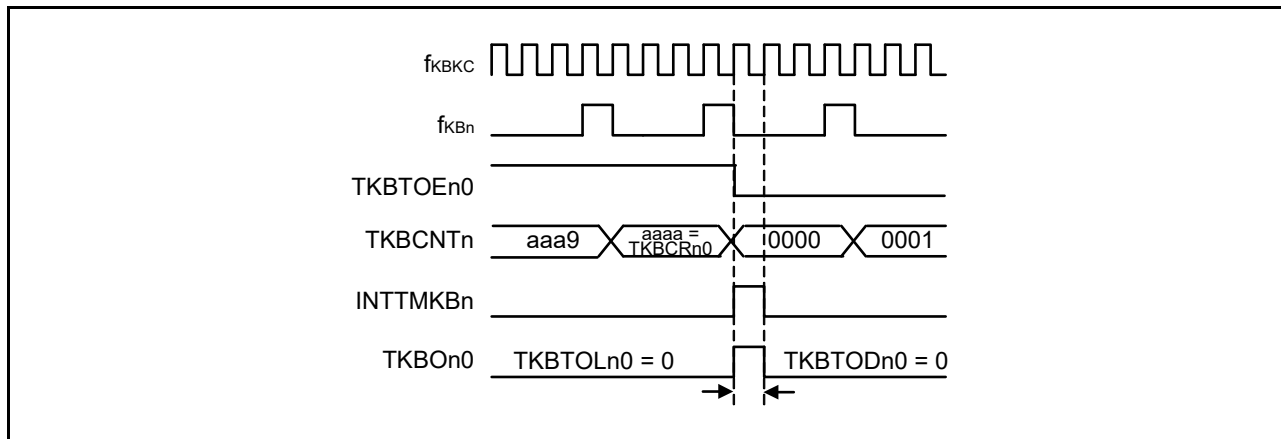 fKBKC
fKBn
TKBTOEn0
TKBCNTn aaa9 aaaa = TKBCRn0 0000 0001
INTTMKBn
TKBOn0 TKBTOLn0 = 0 TKBTODn0 = 0